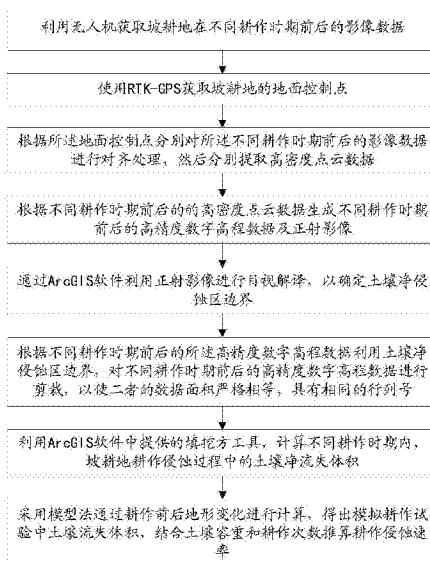 利用无人机获取坡耕地在不同耕作时期前后的影像数据
使用RTK-GPS获取坡耕地的地面控制点
根据所述地面控制点分别对所述不同耕作时期前后的影像数据
进行对齐处理，然后分别提取高密度点云数据
根据不同耕作时期前后的的高密度点云数据生成不同耕作时期
前后的高精度数字高程数据及正射影像
通过ArcGIS软件利用正射影像进行目视解译，以确定土壤净侵
蚀区边界
根据不同耕作时期前后的所述高精度数字高程数据利用土壤净
侵蚀区边界，对不同耕作时期前后的高精度数字高程数据进行
剪裁，以使二者的数据面积严格相等，具有相同的行列号
利用ArcGIS软件中提供的填挖方工具，计算不同耕作时期内，
坡耕地耕作侵蚀过程中的土壤净流失体积
采用模型法通过耕作前后地形变化进行计算，得出模拟耕作试
验中土壤流失体积，结合土壤容重和耕作次数推算耕作侵蚀速
率